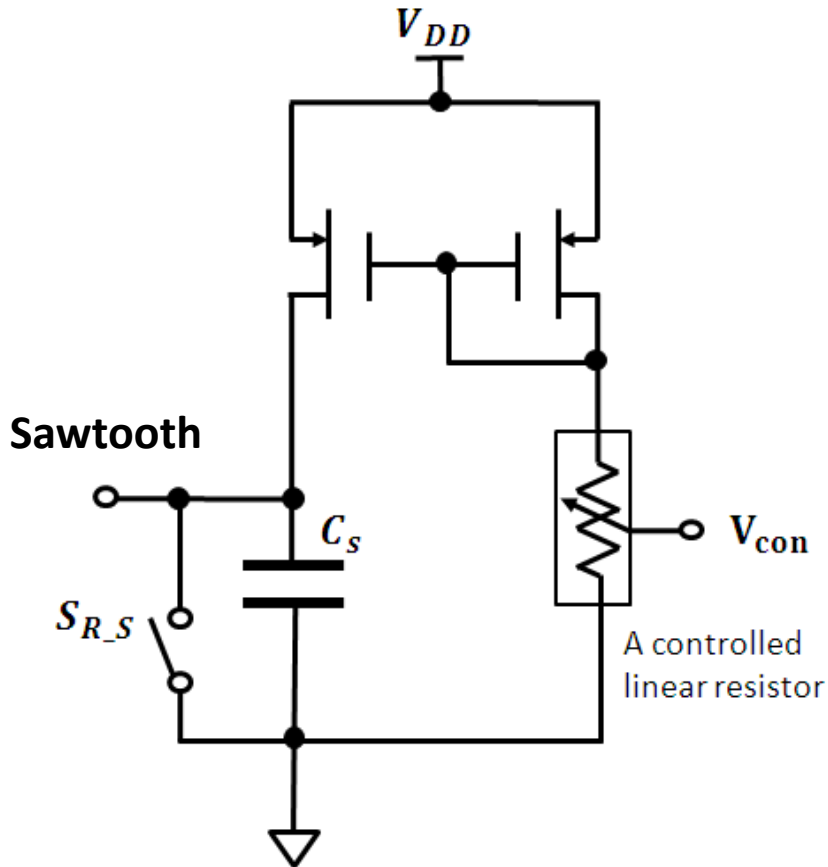 V_DD
Sawtooth
C_s
V_con
S_R_S
A controlled
linear resistor